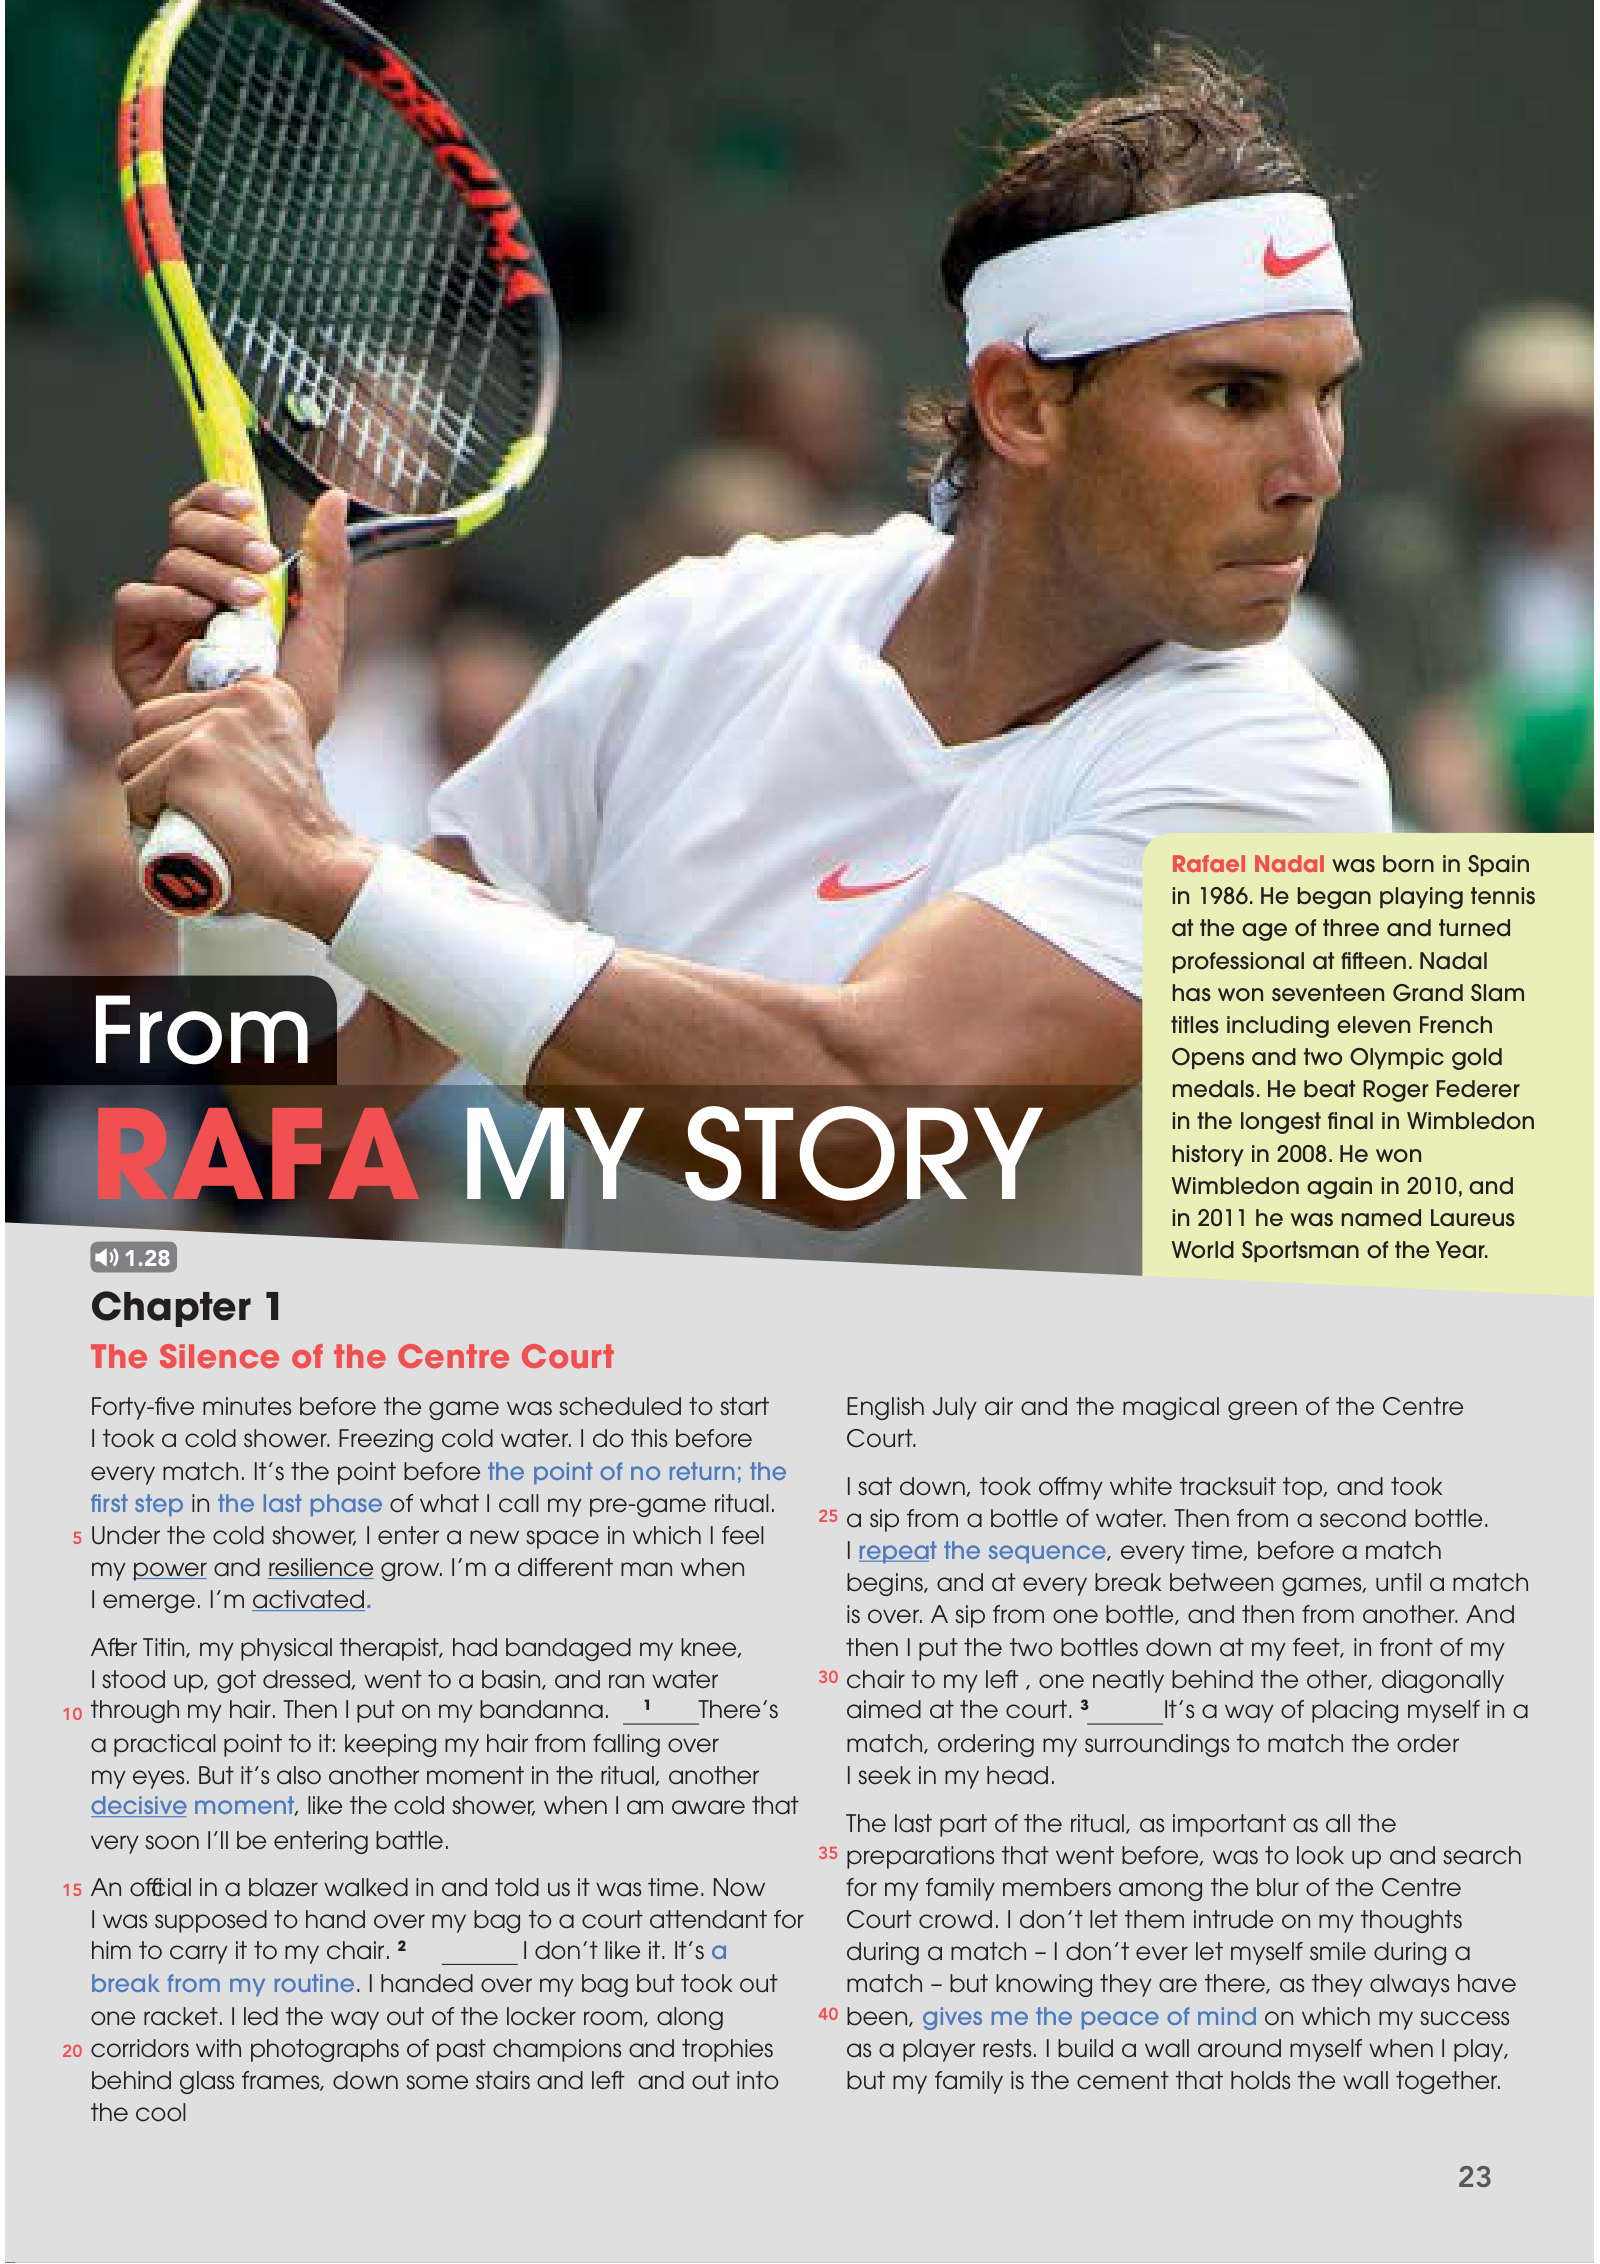 BABOLAT
Rafael Nadal was born in Spain
in 1986. He began playing tennis
at the age of three and turned
professional at fifteen. Nadal
has won seventeen Grand Slam
titles including eleven French
Opens and two Olympic gold
medals. He beat Roger Federer
in the longest final in Wimbledon
history in 2008. He won
Wimbledon again in 2010, and
in 2011 he was named Laureus
World Sportsman of the Year.
From
RAFA MY STORY
1.28
Chapter 1
The Silence of the Centre Court
Forty-five minutes before the game was scheduled to start
I took a cold shower. Freezing cold water. I do this before
every match. It's the point before the point of no return; the
first step in the last phase of what I call my pre-game ritual.
5 Under the cold shower, I enter a new space in which I feel
my power and resilience grow. I'm a different man when
I emerge. I'm activated.
After Titin, my physical therapist, had bandaged my knee,
I stood up, got dressed, went to a basin, and ran water
10 through my hair. Then I put on my bandanna. 1 ______ There's
a practical point to it: keeping my hair from falling over
my eyes. But it's also another moment in the ritual, another
decisive moment, like the cold shower, when I am aware that
very soon I'll be entering battle.
15 An official in a blazer walked in and told us it was time. Now
I was supposed to hand over my bag to a court attendant for
him to carry it to my chair. 2 ______ I don't like it. It's a
break from my routine. I handed over my bag but took out
one racket. I led the way out of the locker room, along
20 corridors with photographs of past champions and trophies
behind glass frames, down some stairs and left and out into
the cool
English July air and the magical green of the Centre
Court.
I sat down, took offmy white tracksuit top, and took
25 a sip from a bottle of water. Then from a second bottle.
I repeat the sequence, every time, before a match
begins, and at every break between games, until a match
is over. A sip from one bottle, and then from another. And
then I put the two bottles down at my feet, in front of my
30 chair to my left , one neatly behind the other, diagonally
aimed at the court. 3 ______ It's a way of placing myself in a
match, ordering my surroundings to match the order
I seek in my head.
The last part of the ritual, as important as all the
35 preparations that went before, was to look up and search
for my family members among the blur of the Centre
Court crowd. I don't let them intrude on my thoughts
during a match – I don't ever let myself smile during a
match – but knowing they are there, as they always have
40 been, gives me the peace of mind on which my success
as a player rests. I build a wall around myself when I play,
but my family is the cement that holds the wall together.
23